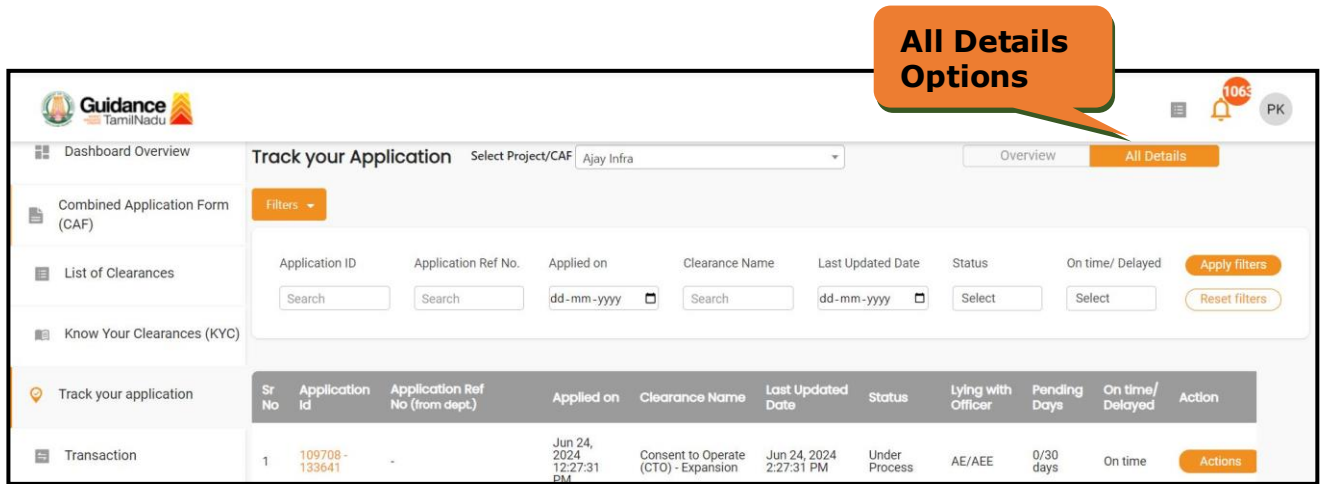 All Details
Options
Guidance
TamilNadu
1063
PK
Dashboard Overview
Track your Application Select Project/CAF Ajay Infra Overview All Details
Combined Application Form
(CAF)
Filters
List of Clearances
Application ID Application Ref No. Applied on Clearance Name Last Updated Date Status On time/ Delayed Apply filters
Search Search dd-mm-yyyy Search dd-mm-yyyy Select Select Reset filters
Know Your Clearances (KYC)
Track your application
Sr No Application Id Application Ref No (from dept.) Applied on Clearance Name Last Updated Date Status Lying with Officer Pending Days On time/ Delayed Action
Transaction
1 109708 - 133641 - Jun 24, 2024 12:27:31 PM Consent to Operate (CTO) - Expansion Jun 24, 2024 2:27:31 PM Under Process AE/AEE 0/30 days On time Actions